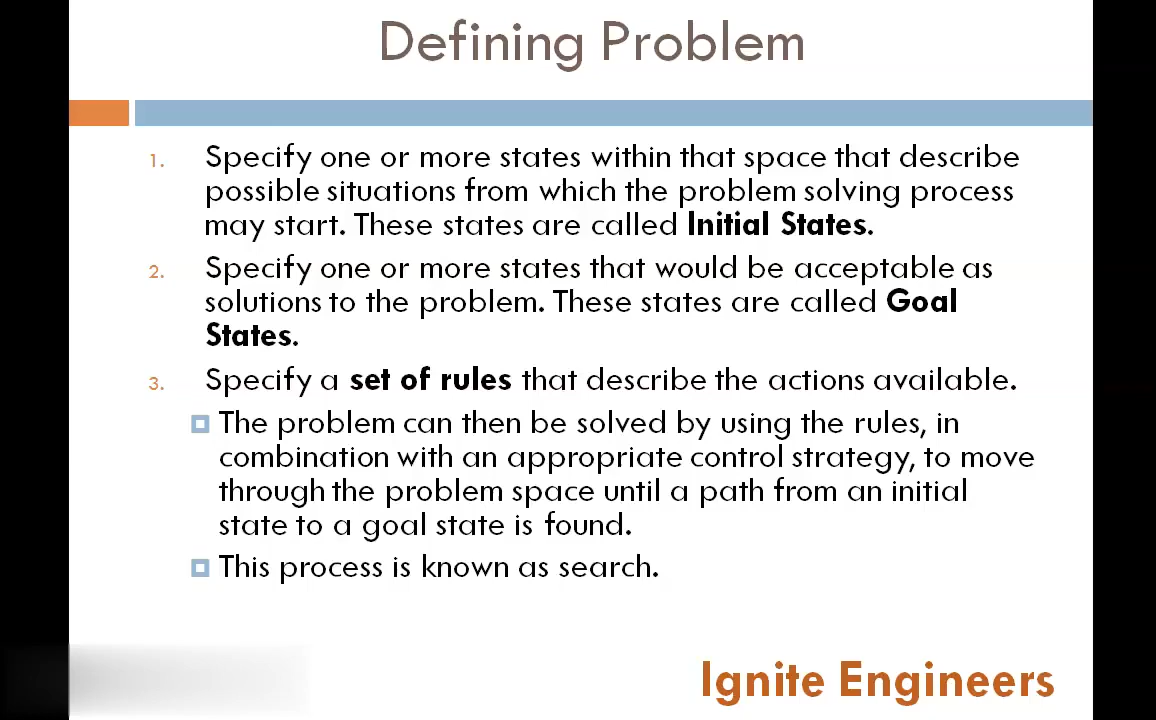 Defining Problem
1. Specify one or more states within that space that describe
possible situations from which the problem solving process
may start. These states are called Initial States.
2. Specify one or more states that would be acceptable as
solutions to the problem. These states are called Goal
States.
3. Specify a set of rules that describe the actions available.
The problem can then be solved by using the rules, in
combination with an appropriate control strategy, to move
through the problem space until a path from an initial
state to a goal state is found.
This process is known as search.
Ignite Engineers